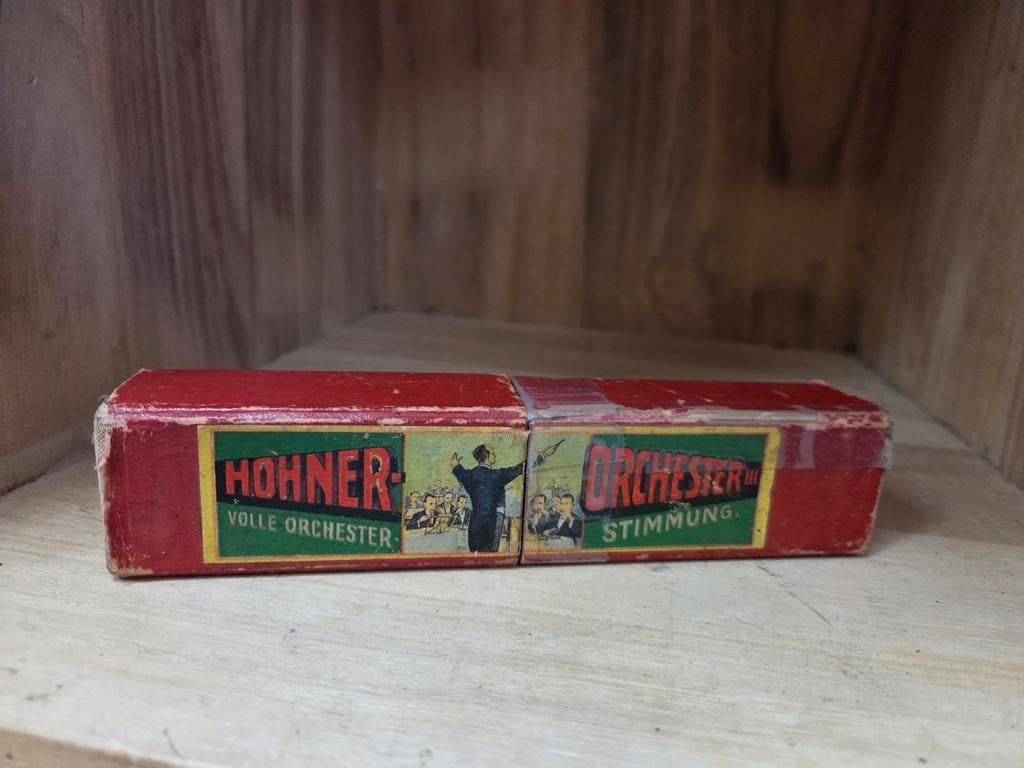 HOHNER- ORCHESTER III
VOLLE ORCHESTER- STIMMUNG.